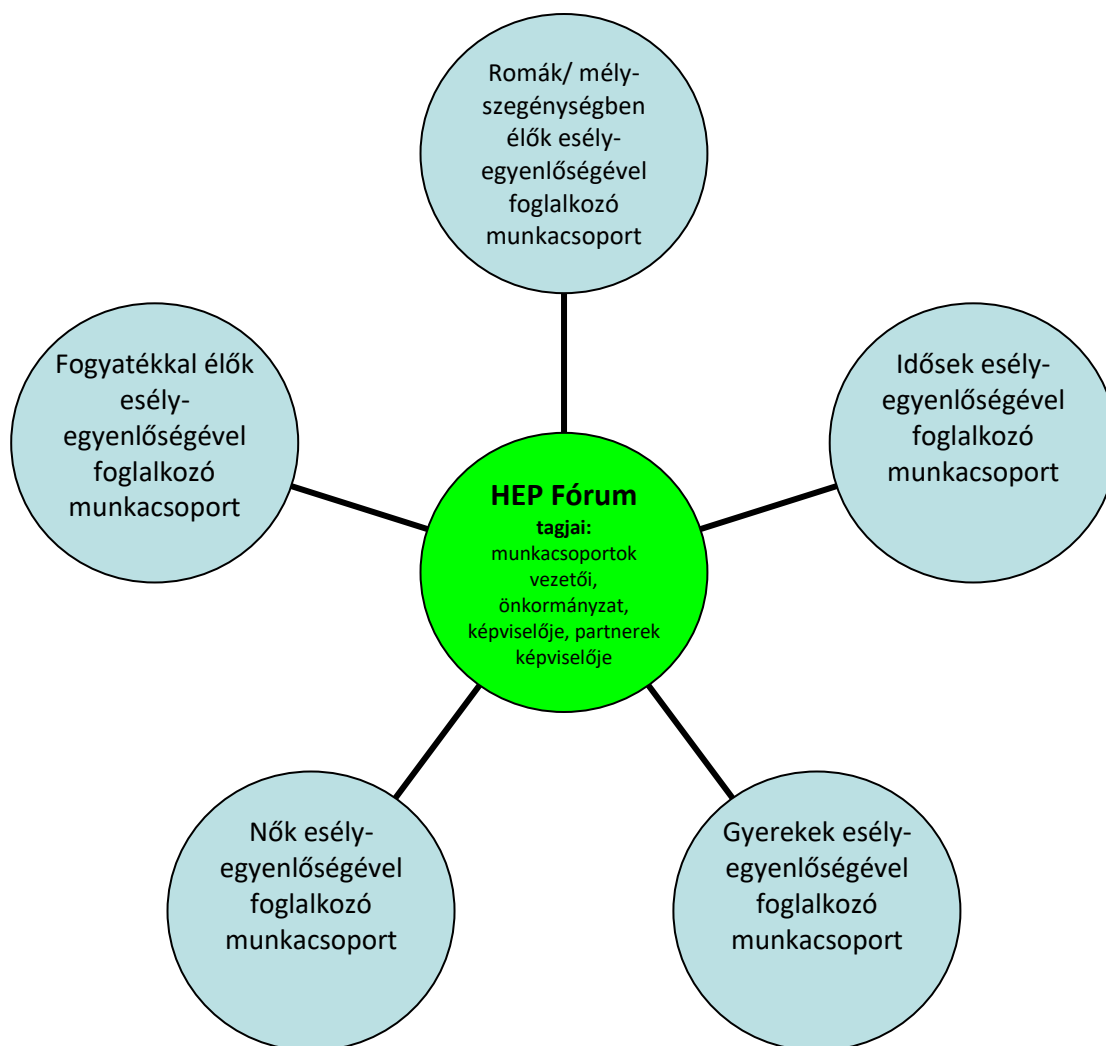 Romák/ mély-
szegénységben
élők esély-
egyenlőségével
foglalkozó
munkacsoport
Fogyatékkal élők
esély-
egyenlőségével
foglalkozó
munkacsoport
Idősek esély-
egyenlőségével
foglalkozó
munkacsoport
HEP Fórum
tagjai:
munkacsoportok
vezetői,
önkormányzat,
képviselője, partnerek
képviselője
Nők esély-
egyenlőségével
foglalkozó
munkacsoport
Gyerekek esély-
egyenlőségével
foglalkozó
munkacsoport